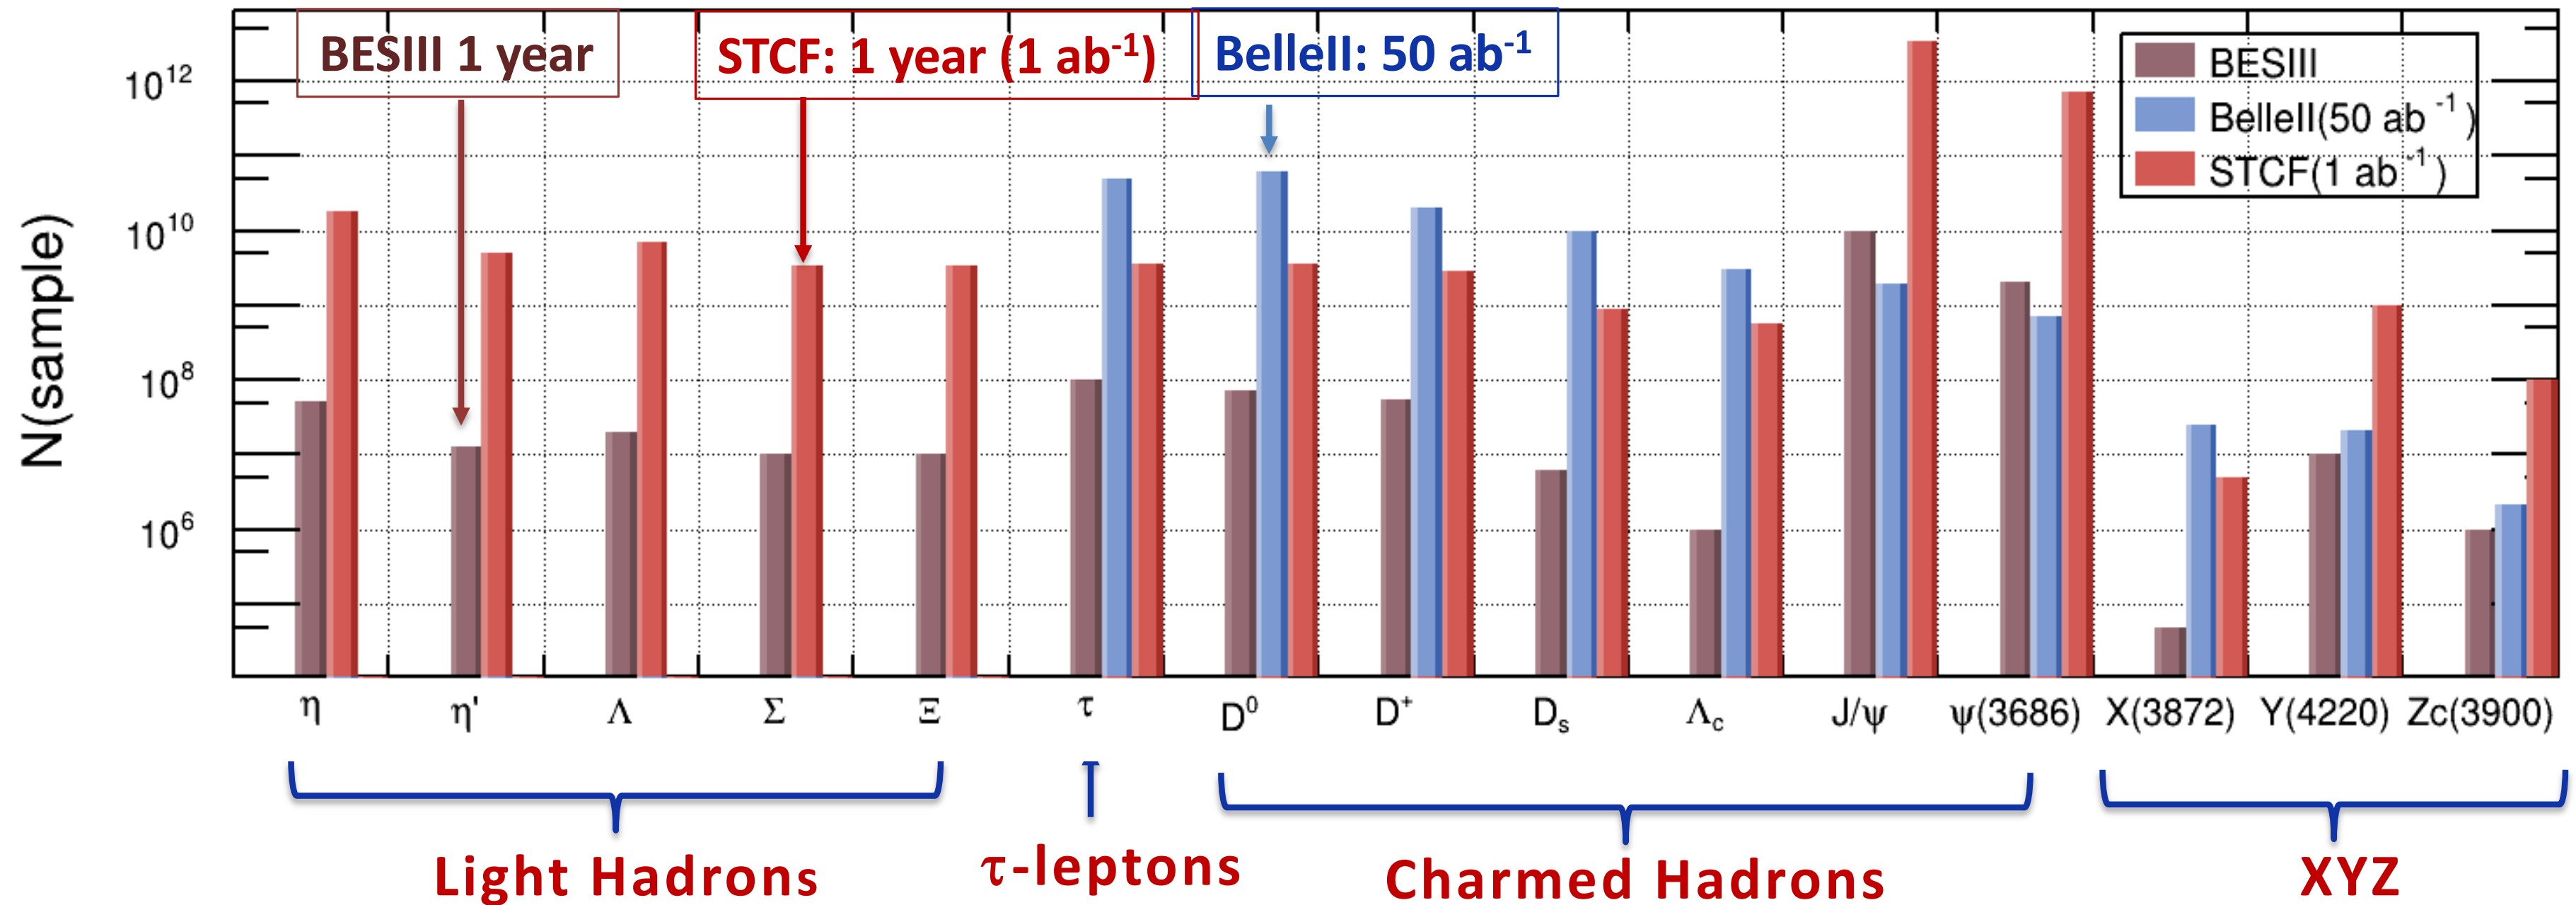 BESIII 1 year
STCF: 1 year (1 ab⁻¹)
BelleII: 50 ab⁻¹
BESIII
BelleII(50 ab ⁻¹)
STCF(1 ab ⁻¹)
N(sample)
10¹²
10¹⁰
10⁸
10⁶
η η' Λ Σ Ξ τ D⁰ D⁺ Dₛ Λc J/ψ ψ(3686) X(3872) Y(4220) Zc(3900)
Light Hadrons
τ-leptons
Charmed Hadrons
XYZ